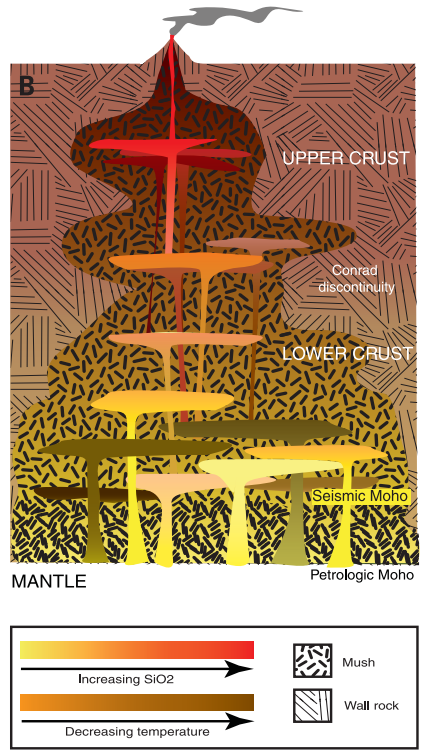 B
UPPER CRUST
Conrad
discontinuity
LOWER CRUST
Seismic Moho
MANTLE
Petrologic Moho
Increasing SiO2
Mush
Decreasing temperature
Wall rock